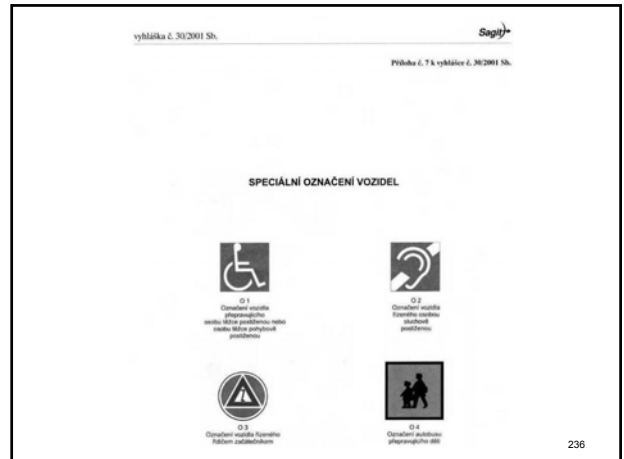 vyhláška č. 30/2001 Sb.
Sagit
Příloha č. 7 k vyhlášce č. 30/2001 Sb.
SPECIÁLNÍ OZNAČENÍ VOZIDEL
O 1
Označení vozidla
přepravujícího
osobu těžce postiženou nebo
osobu těžce pohybově
postiženou
O 2
Označení vozidla
řízeného osobou
sluchově
postiženou
O 3
Označení vozidla řízeného
řidičem začátečníkem
O 4
Označení autobusu
přepravujícího děti
236